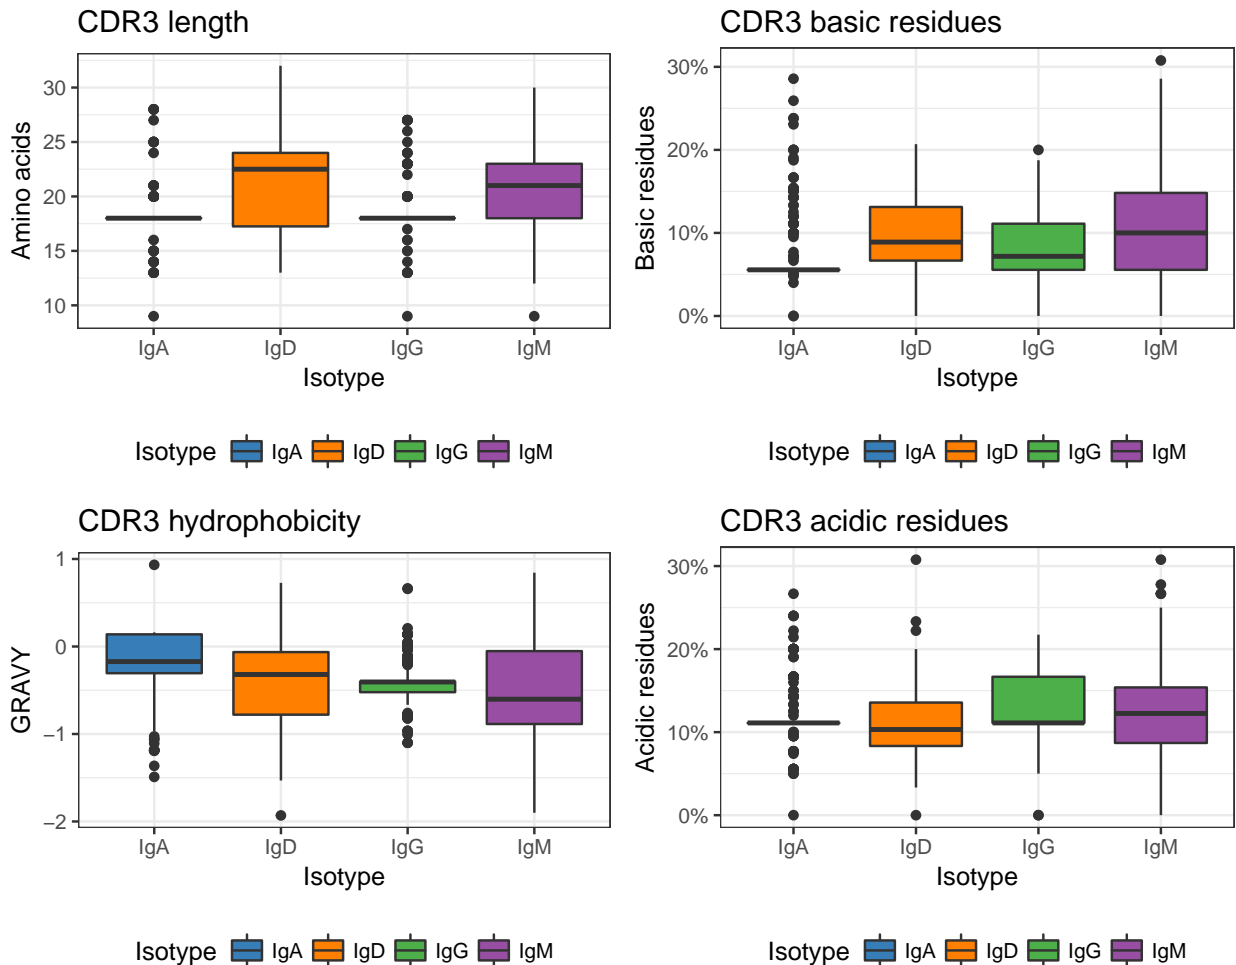 CDR3 length
Amino acids
30
25
20
15
10
IgA IgD IgG IgM
Isotype
Isotype IgA IgD IgG IgM
CDR3 basic residues
Basic residues
30%
20%
10%
0%
IgA IgD IgG IgM
Isotype
Isotype IgA IgD IgG IgM
CDR3 hydrophobicity
GRAVY
1
0
−1
−2
IgA IgD IgG IgM
Isotype
Isotype IgA IgD IgG IgM
CDR3 acidic residues
Acidic residues
30%
20%
10%
0%
IgA IgD IgG IgM
Isotype
Isotype IgA IgD IgG IgM